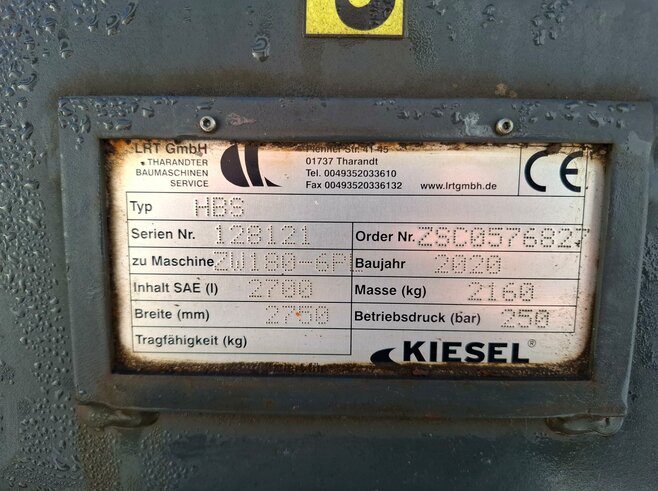 LRT GmbH
THARANDTER
BAUMASCHINEN
SERVICE
Pienner Str. 41-45
01737 Tharandt
Tel. 0049352033610
Fax 00493520336132
www.lrtgmbh.de
CE
Typ HBS
Serien Nr. 128121 Order Nr. ZSC0576827
zu Maschine ZW180-6PL Baujahr 2020
Inhalt SAE (l) 2700 Masse (kg) 2160
Breite (mm) 2750 Betriebsdruck (bar) 250
Tragfähigkeit (kg)
KIESEL®